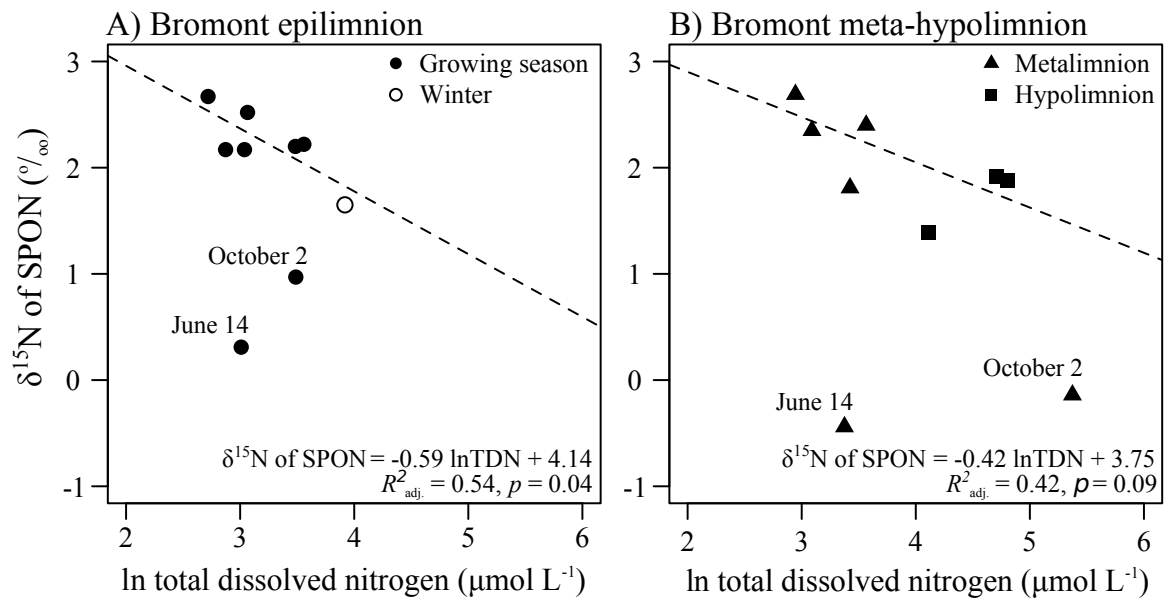 A) Bromont epilimnion
B) Bromont meta-hypolimnion
δ¹⁵N of SPON (º/₀₀)
3
2
1
0
-1
Growing season
Winter
October 2
June 14
δ¹⁵N of SPON = -0.59 lnTDN + 4.14
R²adj. = 0.54, p = 0.04
2 3 4 5 6
ln total dissolved nitrogen (µmol L⁻¹)
3
2
1
0
-1
Metalimnion
Hypolimnion
October 2
June 14
δ¹⁵N of SPON = -0.42 lnTDN + 3.75
R²adj. = 0.42, p = 0.09
2 3 4 5 6
ln total dissolved nitrogen (µmol L⁻¹)